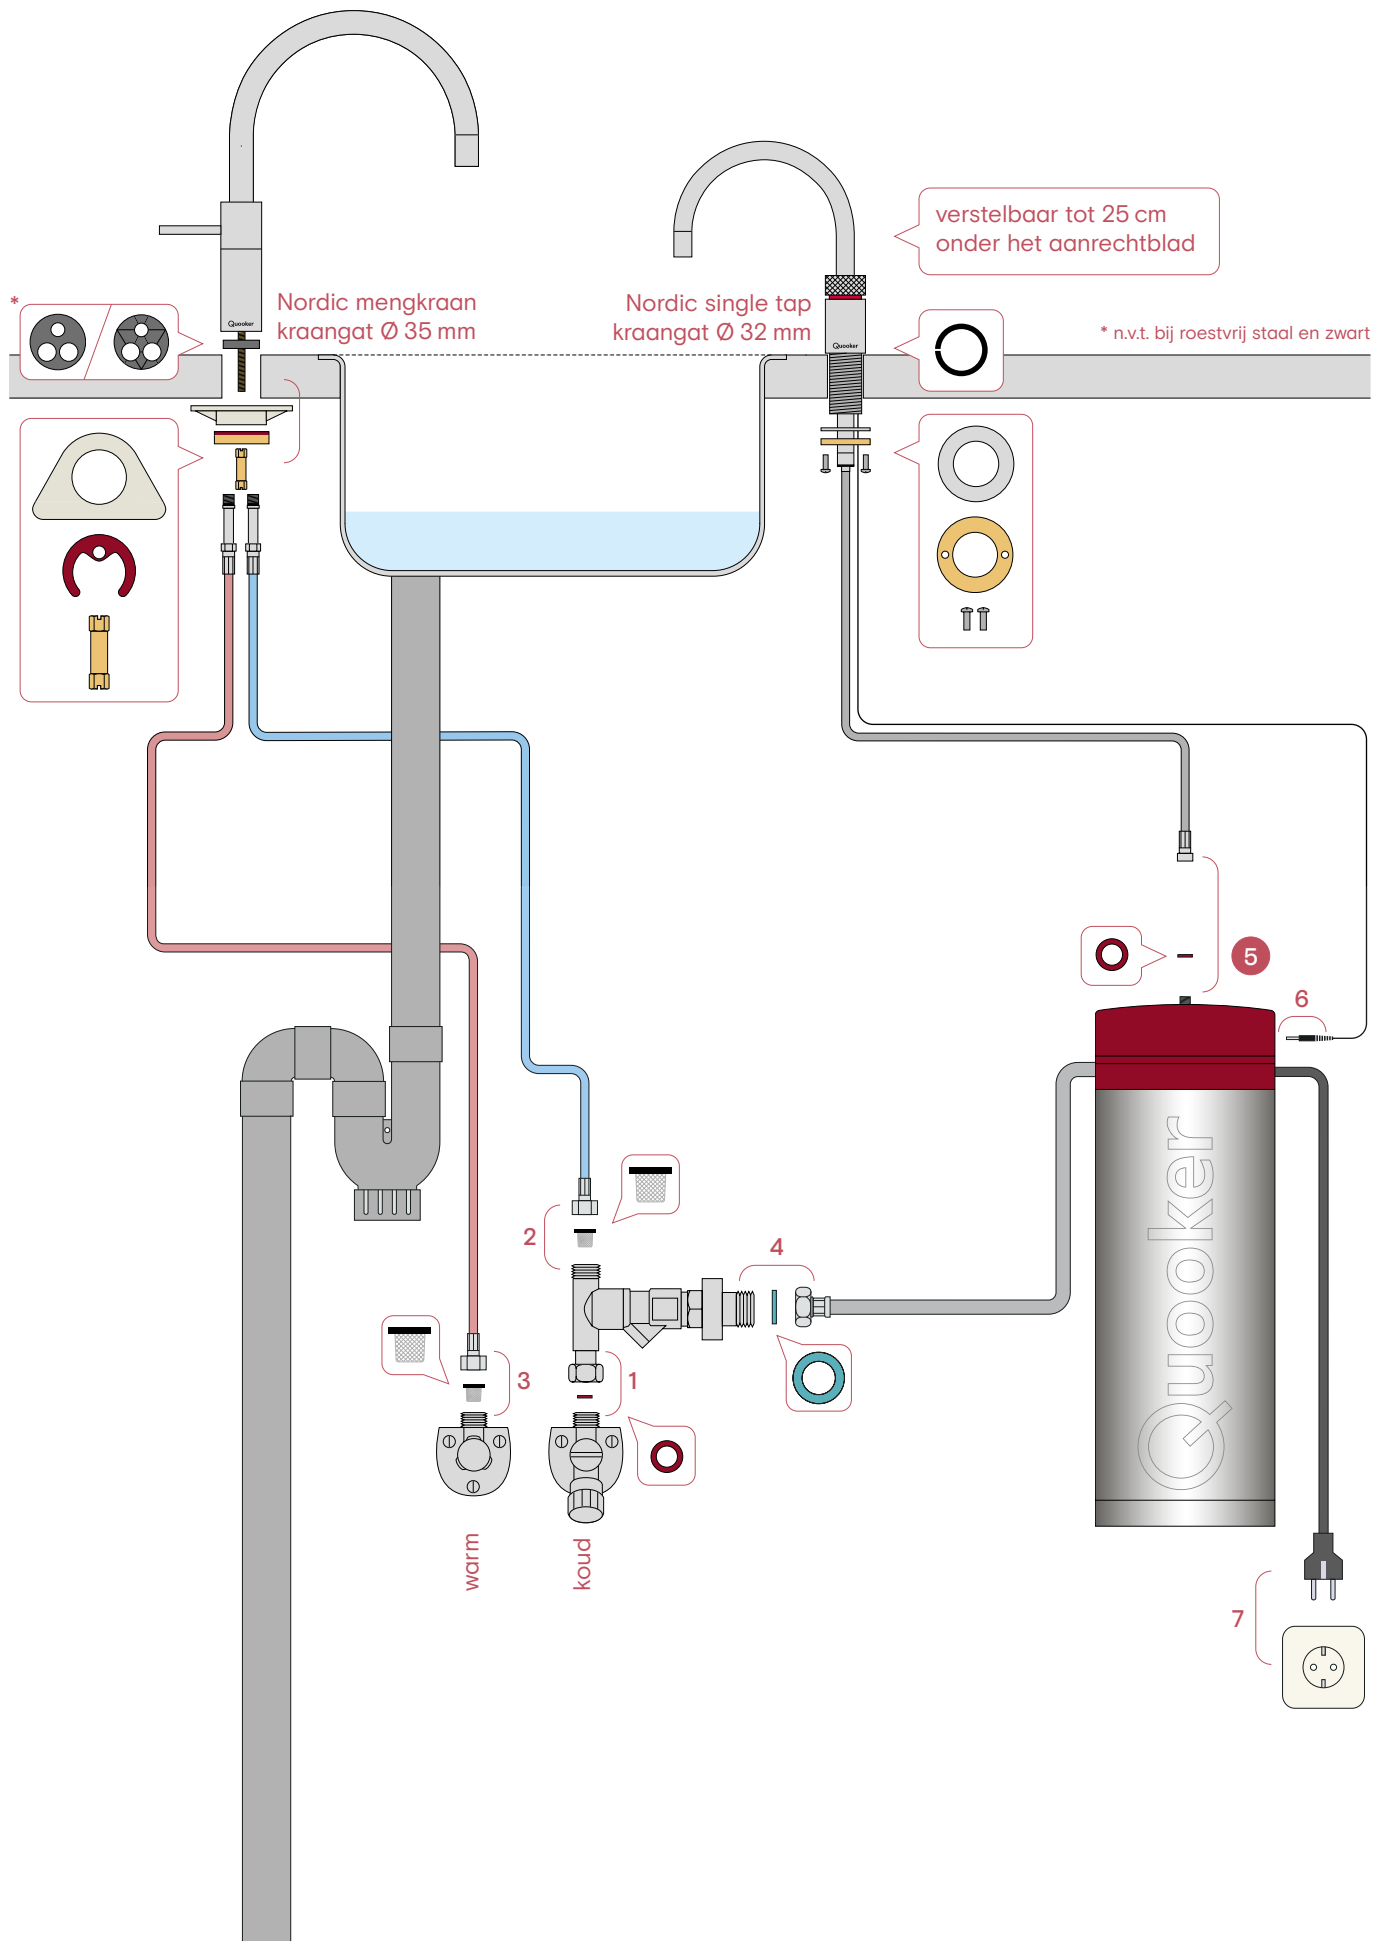 verstelbaar tot 25 cm
onder het aanrechtblad
*
Nordic mengkraan
kraangat Ø 35 mm
Nordic single tap
kraangat Ø 32 mm
* n.v.t. bij roestvrij staal en zwart
Quooker
Quooker
5
6
2
4
3
1
Quooker
warm
koud
7